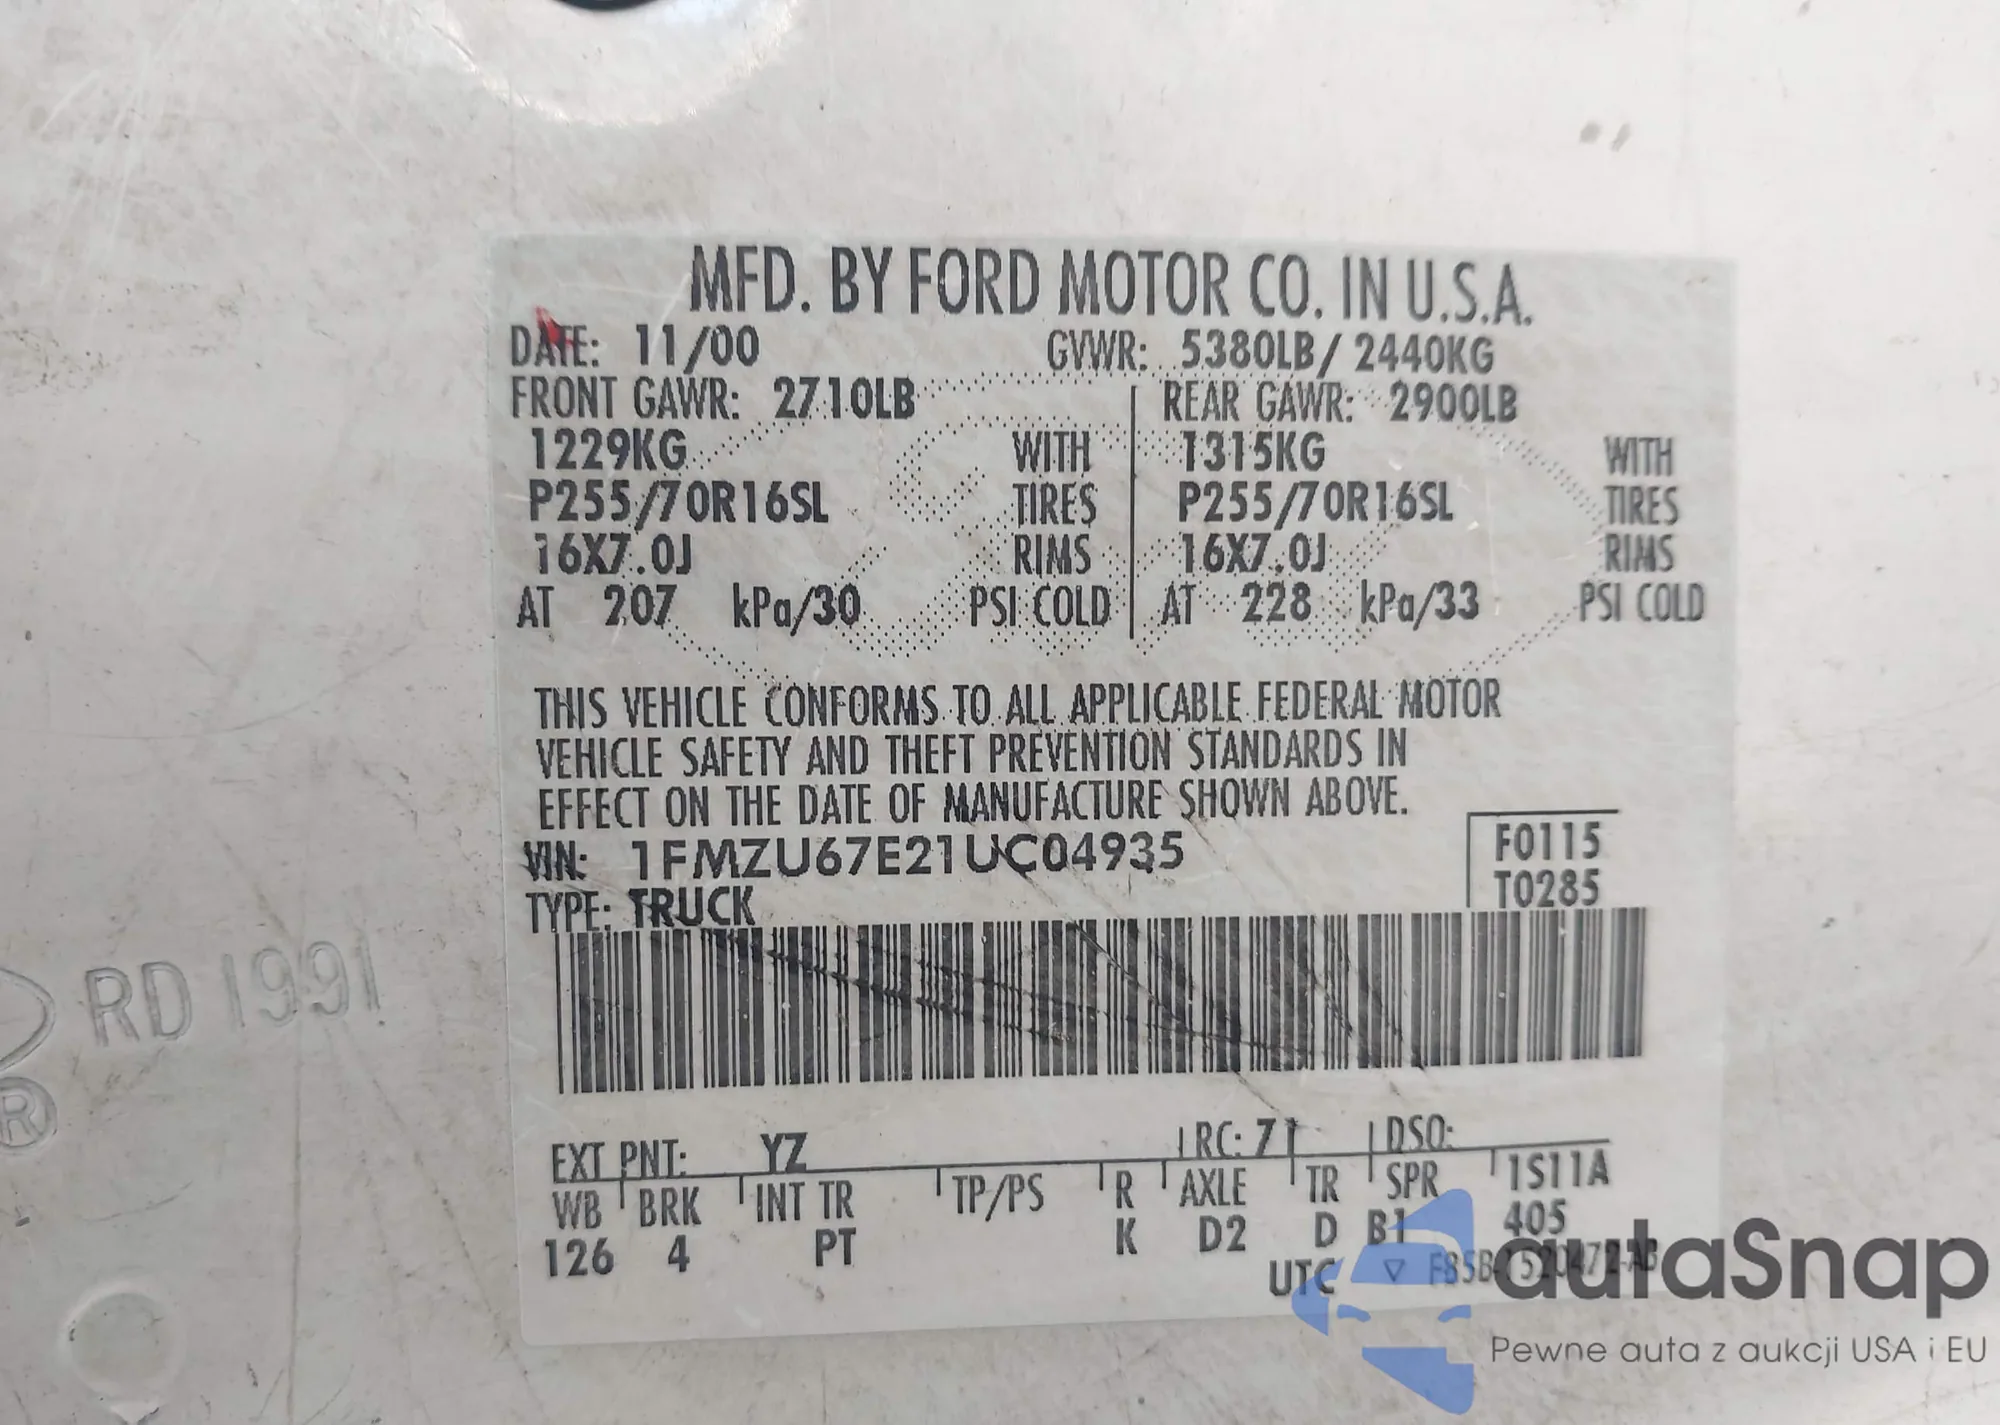 MFD. BY FORD MOTOR CO. IN U.S.A.
DATE: 11/00 GVWR: 5380LB/ 2440KG
FRONT GAWR: 2710LB REAR GAWR: 2900LB
1229KG WITH 1315KG WITH
P255/70R16SL TIRES P255/70R16SL TIRES
16X7.0J RIMS 16X7.0J RIMS
AT 207 kPa/30 PSI COLD AT 228 kPa/33 PSI COLD
THIS VEHICLE CONFORMS TO ALL APPLICABLE FEDERAL MOTOR
VEHICLE SAFETY AND THEFT PREVENTION STANDARDS IN
EFFECT ON THE DATE OF MANUFACTURE SHOWN ABOVE.
VIN: 1FMZU67E21UC04935
F0115
T0285
TYPE: TRUCK
RD 1991
R
EXT PNT: YZ RC: 71 DSO:
WB BRK INT TR TP/PS R AXLE TR SPR 1S11A
126 4 PT K D2 D B1 405
UTC
autaSnap
Pewne auta z aukcji USA i EU